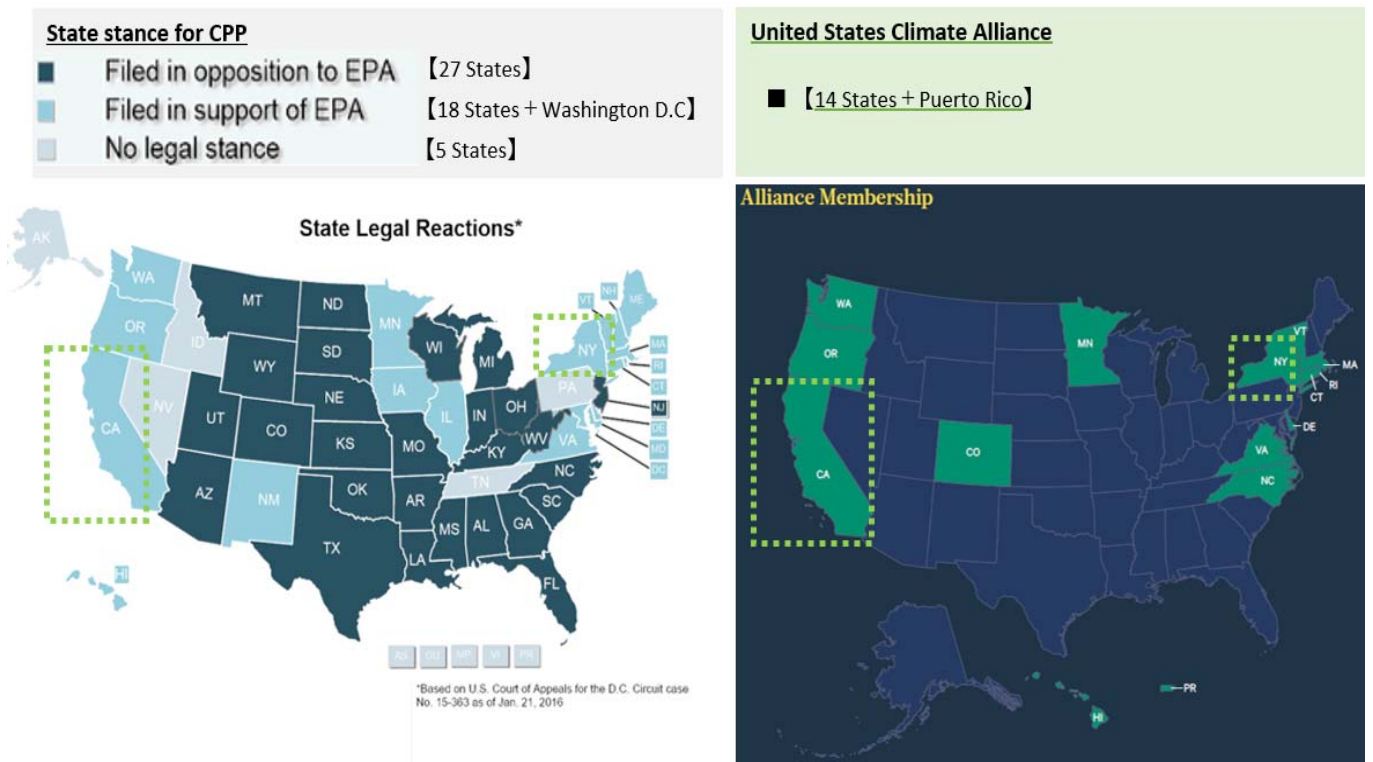 State stance for CPP
Filed in opposition to EPA 【27 States】
Filed in support of EPA 【18 States + Washington D.C】
No legal stance 【5 States】
State Legal Reactions*
AK
WA
OR
ID
MT
ND
MN
WI
MI
VT
NH
ME
NY
MA
RI
CT
NJ
DE
MD
DC
CA
NV
UT
WY
SD
NE
IA
IL
IN
OH
PA
WV
VA
CO
KS
MO
KY
NC
TN
AZ
NM
OK
AR
SC
MS
AL
GA
TX
LA
FL
HI
AS
GU
MP
VI
PR
*Based on U.S. Court of Appeals for the D.C. Circuit case
No. 15-363 as of Jan. 21, 2016
United States Climate Alliance
■ 【14 States + Puerto Rico】
Alliance Membership
WA
OR
MN
NY
VT
MA
RI
CT
DE
CA
CO
VA
NC
HI
PR